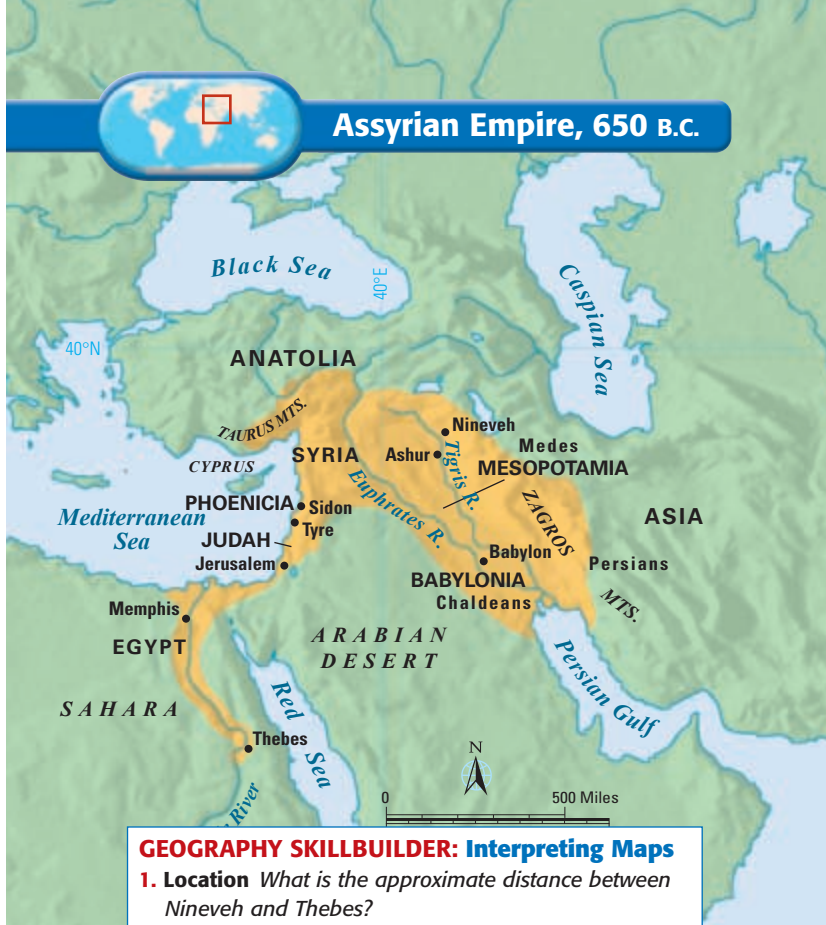 Assyrian Empire, 650 B.C.
Black Sea
40°E
Caspian Sea
40°N
ANATOLIA
TAURUS MTS.
Nineveh
Medes
SYRIA
Ashur
Tigris R.
MESOPOTAMIA
CYPRUS
Euphrates R.
ZAGROS
MTS.
PHOENICIA
Sidon
ASIA
Mediterranean
Sea
Tyre
JUDAH
Jerusalem
Babylon
Persians
BABYLONIA
Chaldeans
Memphis
EGYPT
ARABIAN
DESERT
Persian Gulf
SAHARA
Red
Sea
Thebes
N
River
0
500 Miles
GEOGRAPHY SKILLBUILDER: Interpreting Maps
1. Location What is the approximate distance between
Nineveh and Thebes?